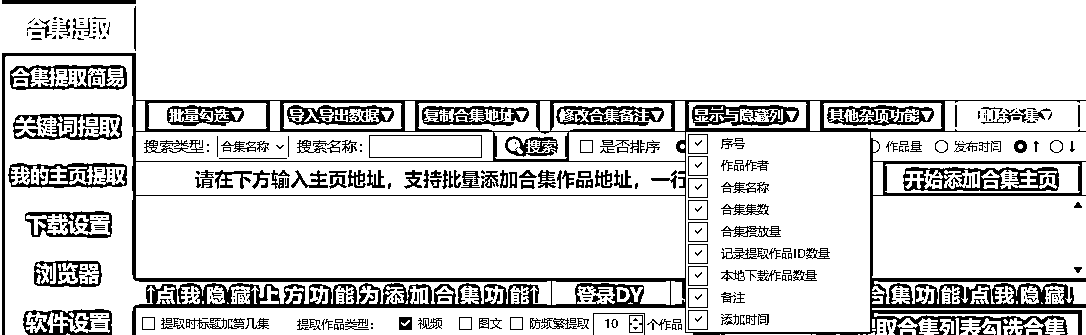 合集提取
合集提取简易
关键词提取
我的主页提取
下载设置
浏览器
软件设置
批量勾选▽ 导入导出数据▽ 复制合集地址▽ 修改合集备注▽ 显示与隐藏列▽ 其他杂项功能▽ 删除合集▽
搜索类型: 合集名称 搜索名称: 搜索 是否排序 作品量 发布时间 ↑ ↓
请在下方输入主页地址，支持批量添加合集作品地址，一行 开始添加合集主页
序号
作品作者
合集名称
合集集数
合集播放量
记录提取作品ID数量
本地下载作品数量
备注
添加时间
↑点我隐藏↑上方功能为添加合集功能↑ 登录DY 合集功能↓点我隐藏↓
提取时标题加第几集 提取作品类型: 视频 图文 防频繁提取 10 个作品 取合集列表勾选合集